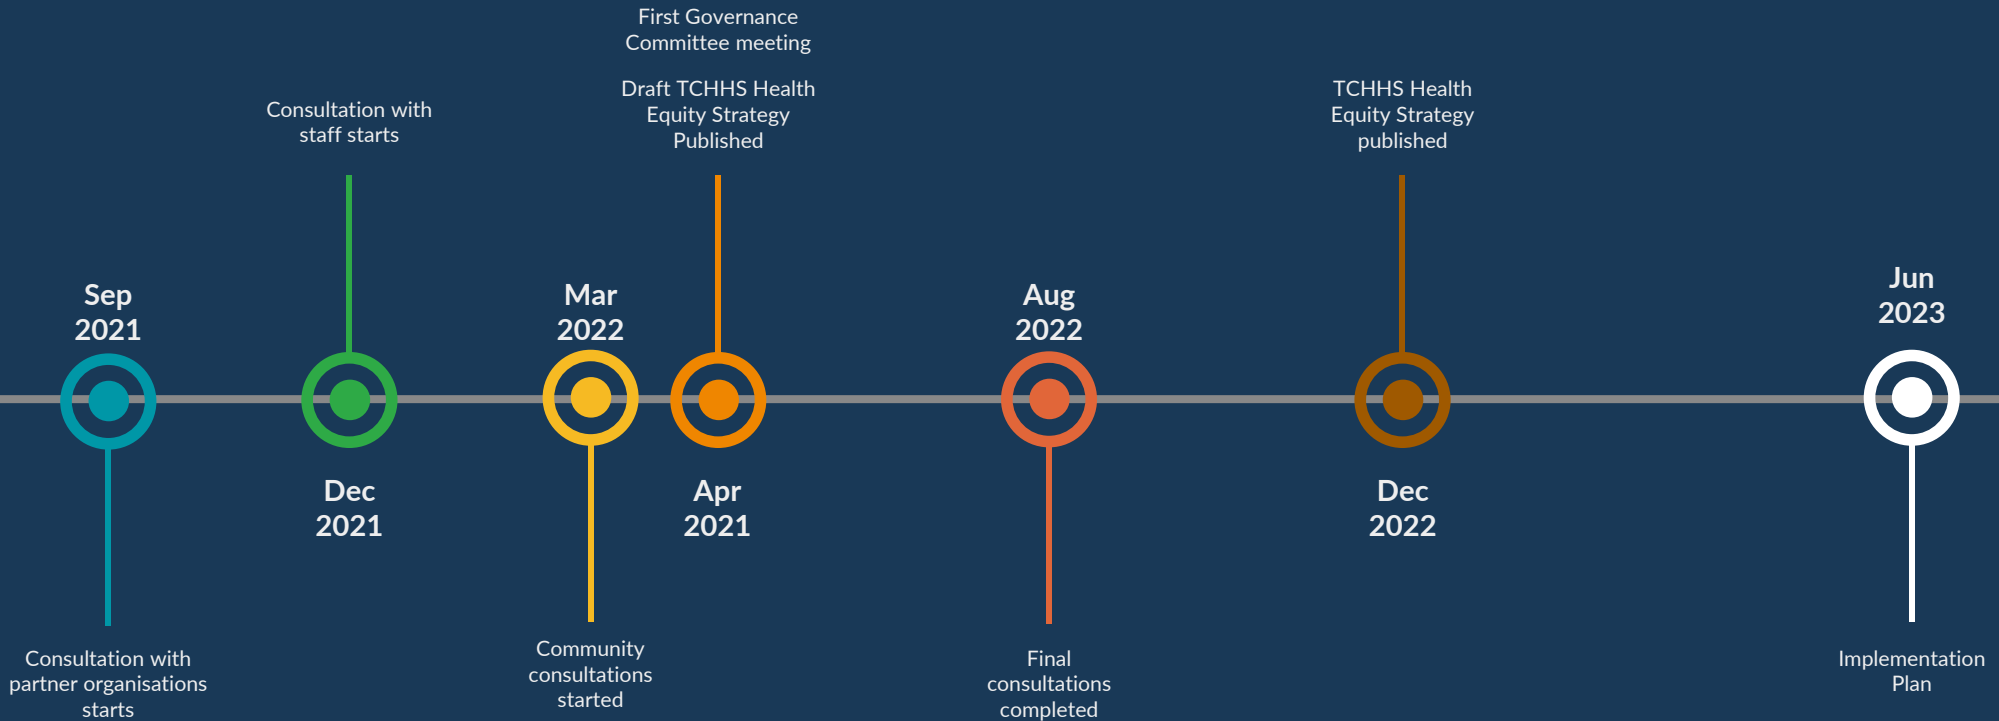 Sep
2021
Consultation with
partner organisations
starts
Consultation with
staff starts
Dec
2021
Mar
2022
Community
consultations
started
First Governance
Committee meeting
Draft TCHHS Health
Equity Strategy
Published
Apr
2021
Aug
2022
Final
consultations
completed
TCHHS Health
Equity Strategy
published
Dec
2022
Jun
2023
Implementation
Plan